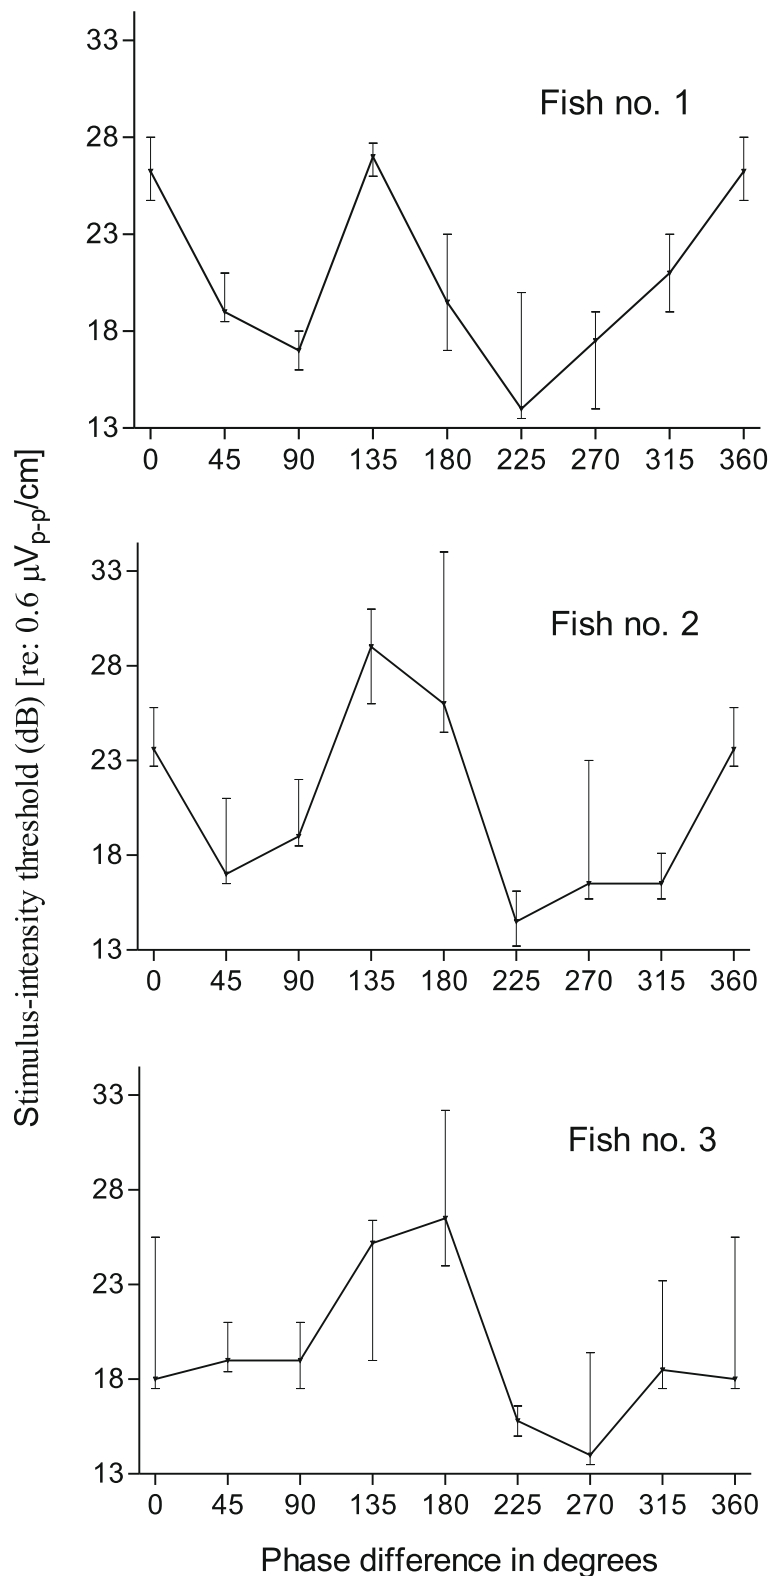 Stimulus-intensity threshold (dB) [re: 0.6 μVp-p/cm]
Fish no. 1
33
28
23
18
13
0 45 90 135 180 225 270 315 360
Fish no. 2
33
28
23
18
13
0 45 90 135 180 225 270 315 360
Fish no. 3
33
28
23
18
13
0 45 90 135 180 225 270 315 360
Phase difference in degrees